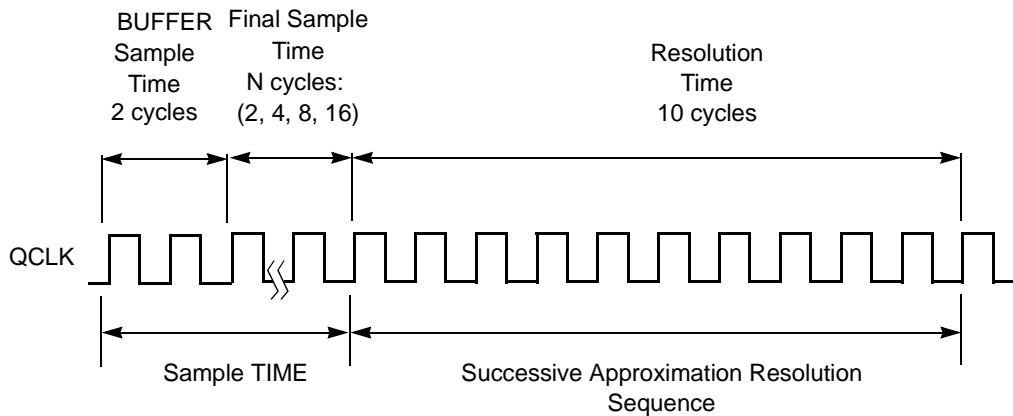 BUFFER
Sample
Time
2 cycles
Final Sample
Time
N cycles:
(2, 4, 8, 16)
Resolution
Time
10 cycles
QCLK
Sample TIME
Successive Approximation Resolution
Sequence